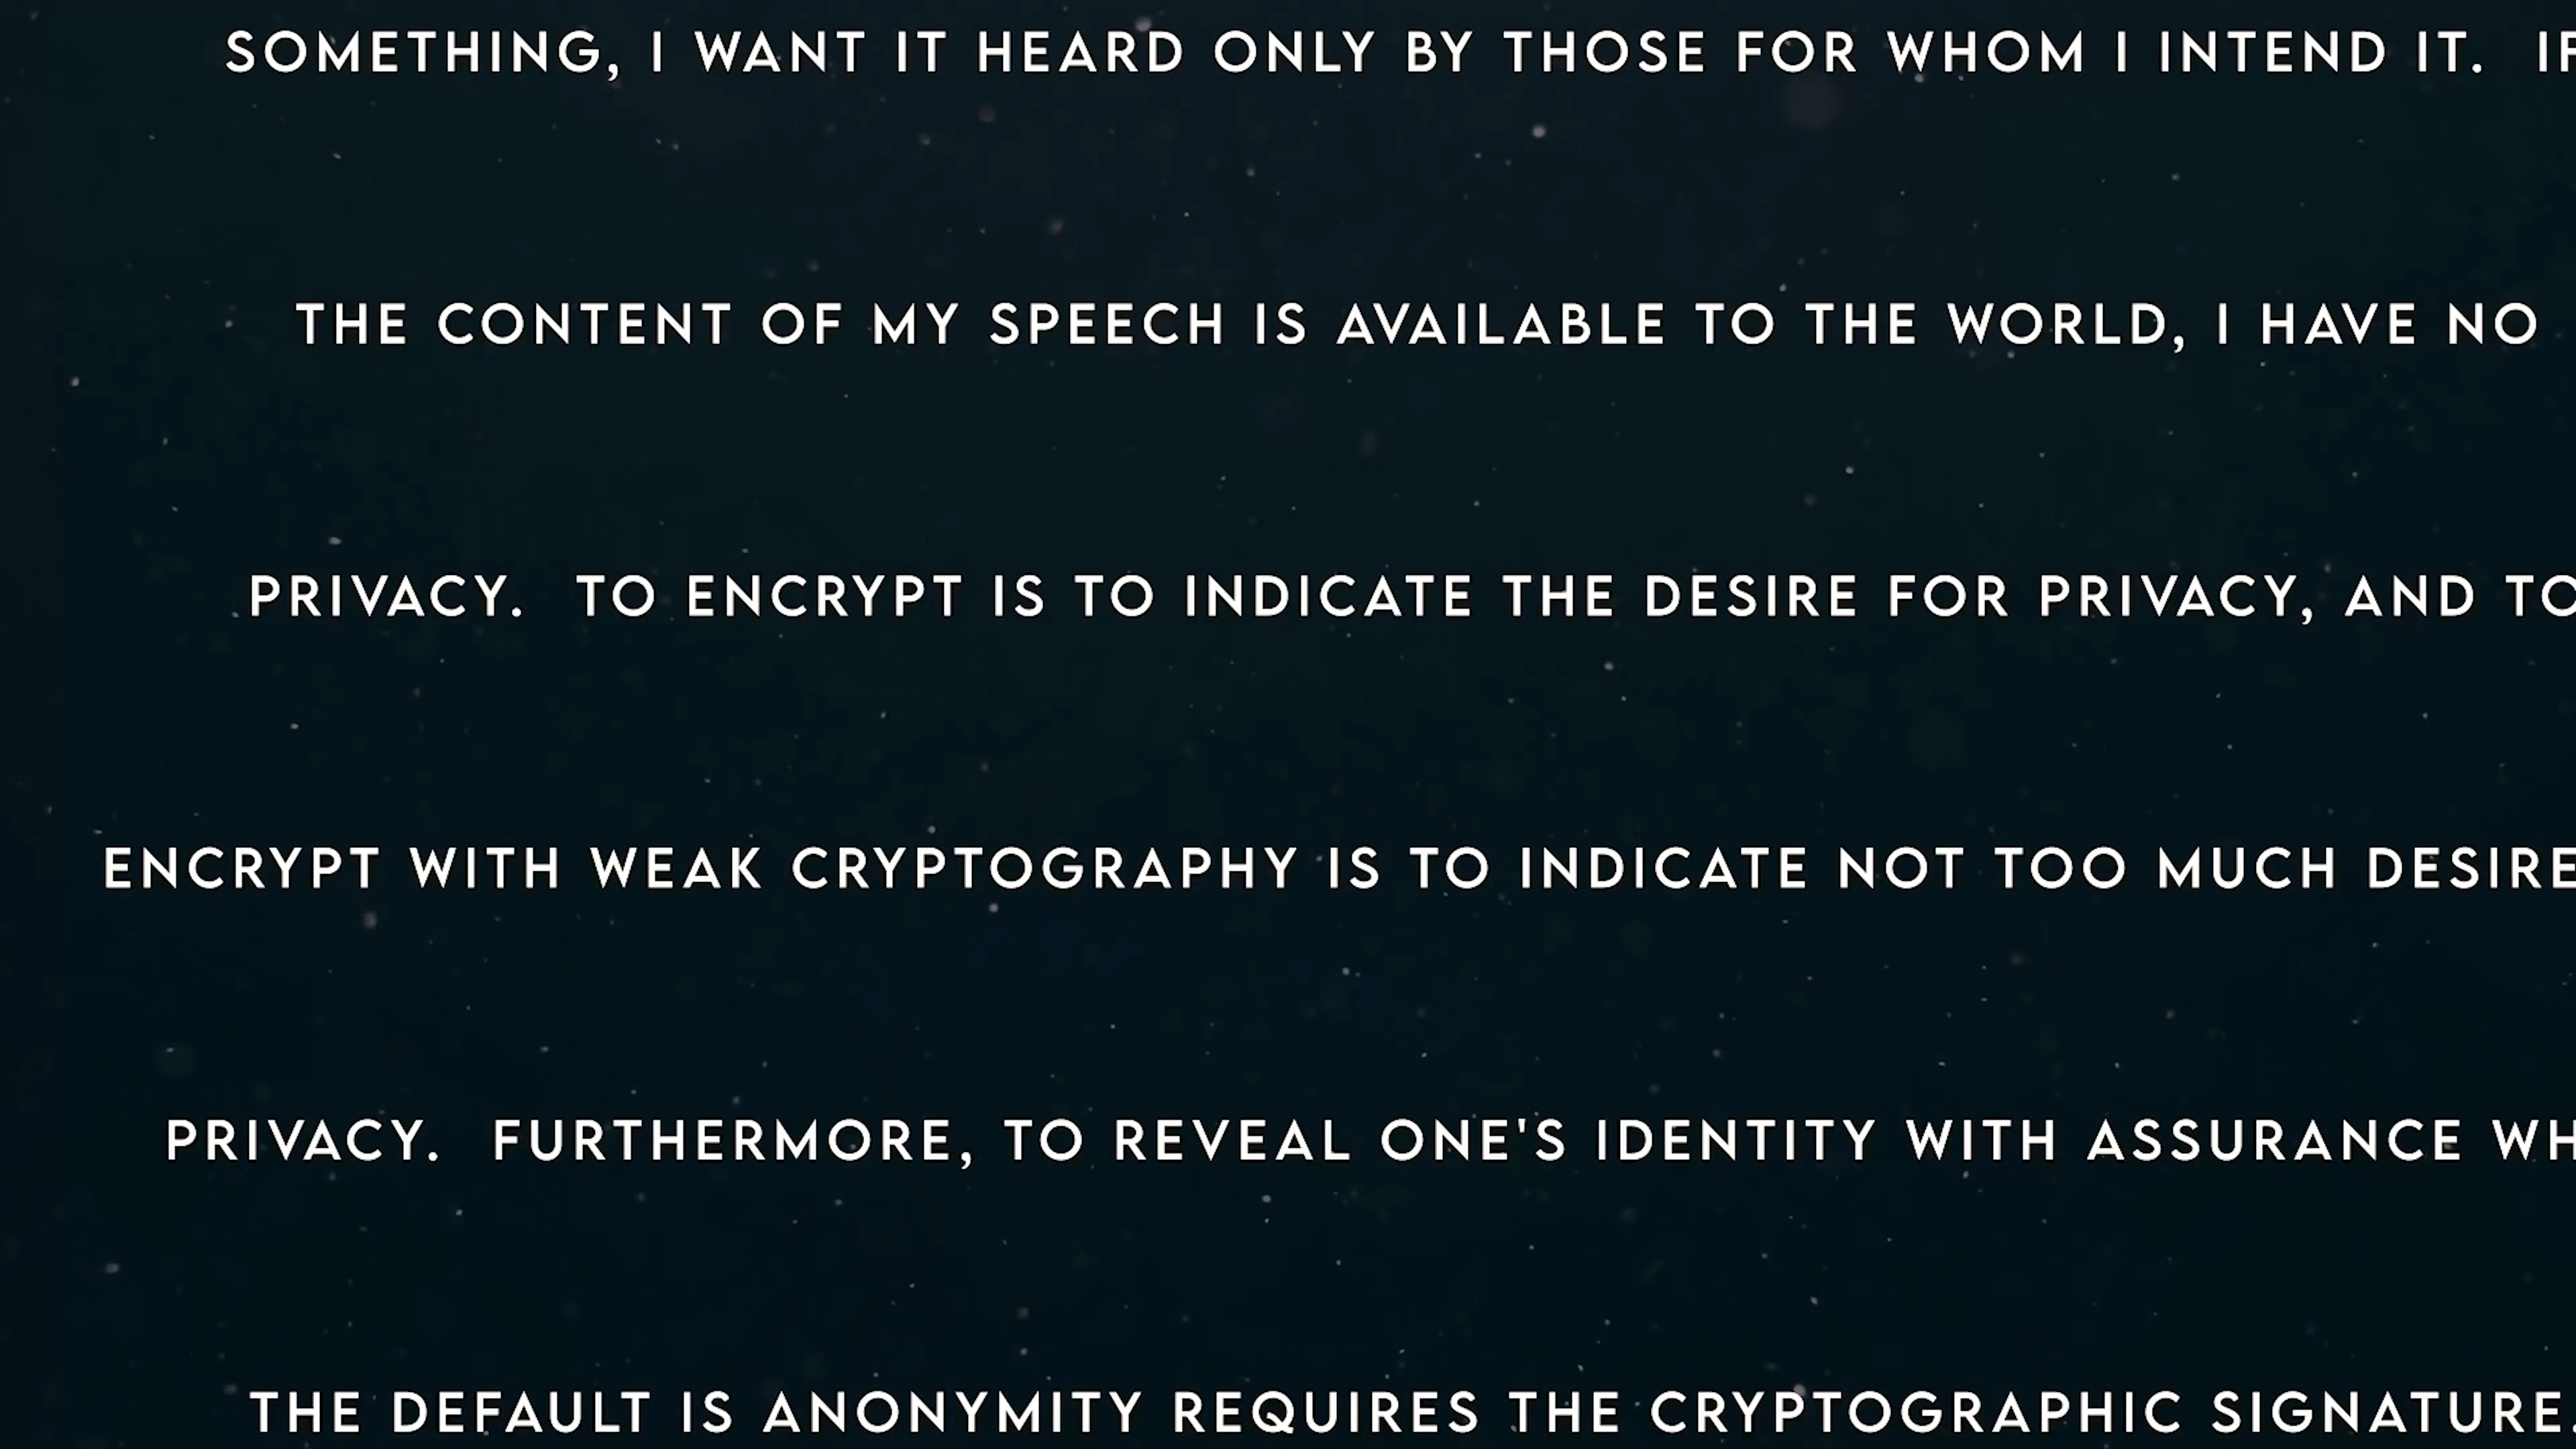 SOMETHING, I WANT IT HEARD ONLY BY THOSE FOR WHOM I INTEND IT. IF
THE CONTENT OF MY SPEECH IS AVAILABLE TO THE WORLD, I HAVE NO
PRIVACY. TO ENCRYPT IS TO INDICATE THE DESIRE FOR PRIVACY, AND TO
ENCRYPT WITH WEAK CRYPTOGRAPHY IS TO INDICATE NOT TOO MUCH DESIRE
PRIVACY. FURTHERMORE, TO REVEAL ONE'S IDENTITY WITH ASSURANCE WH
THE DEFAULT IS ANONYMITY REQUIRES THE CRYPTOGRAPHIC SIGNATURE.